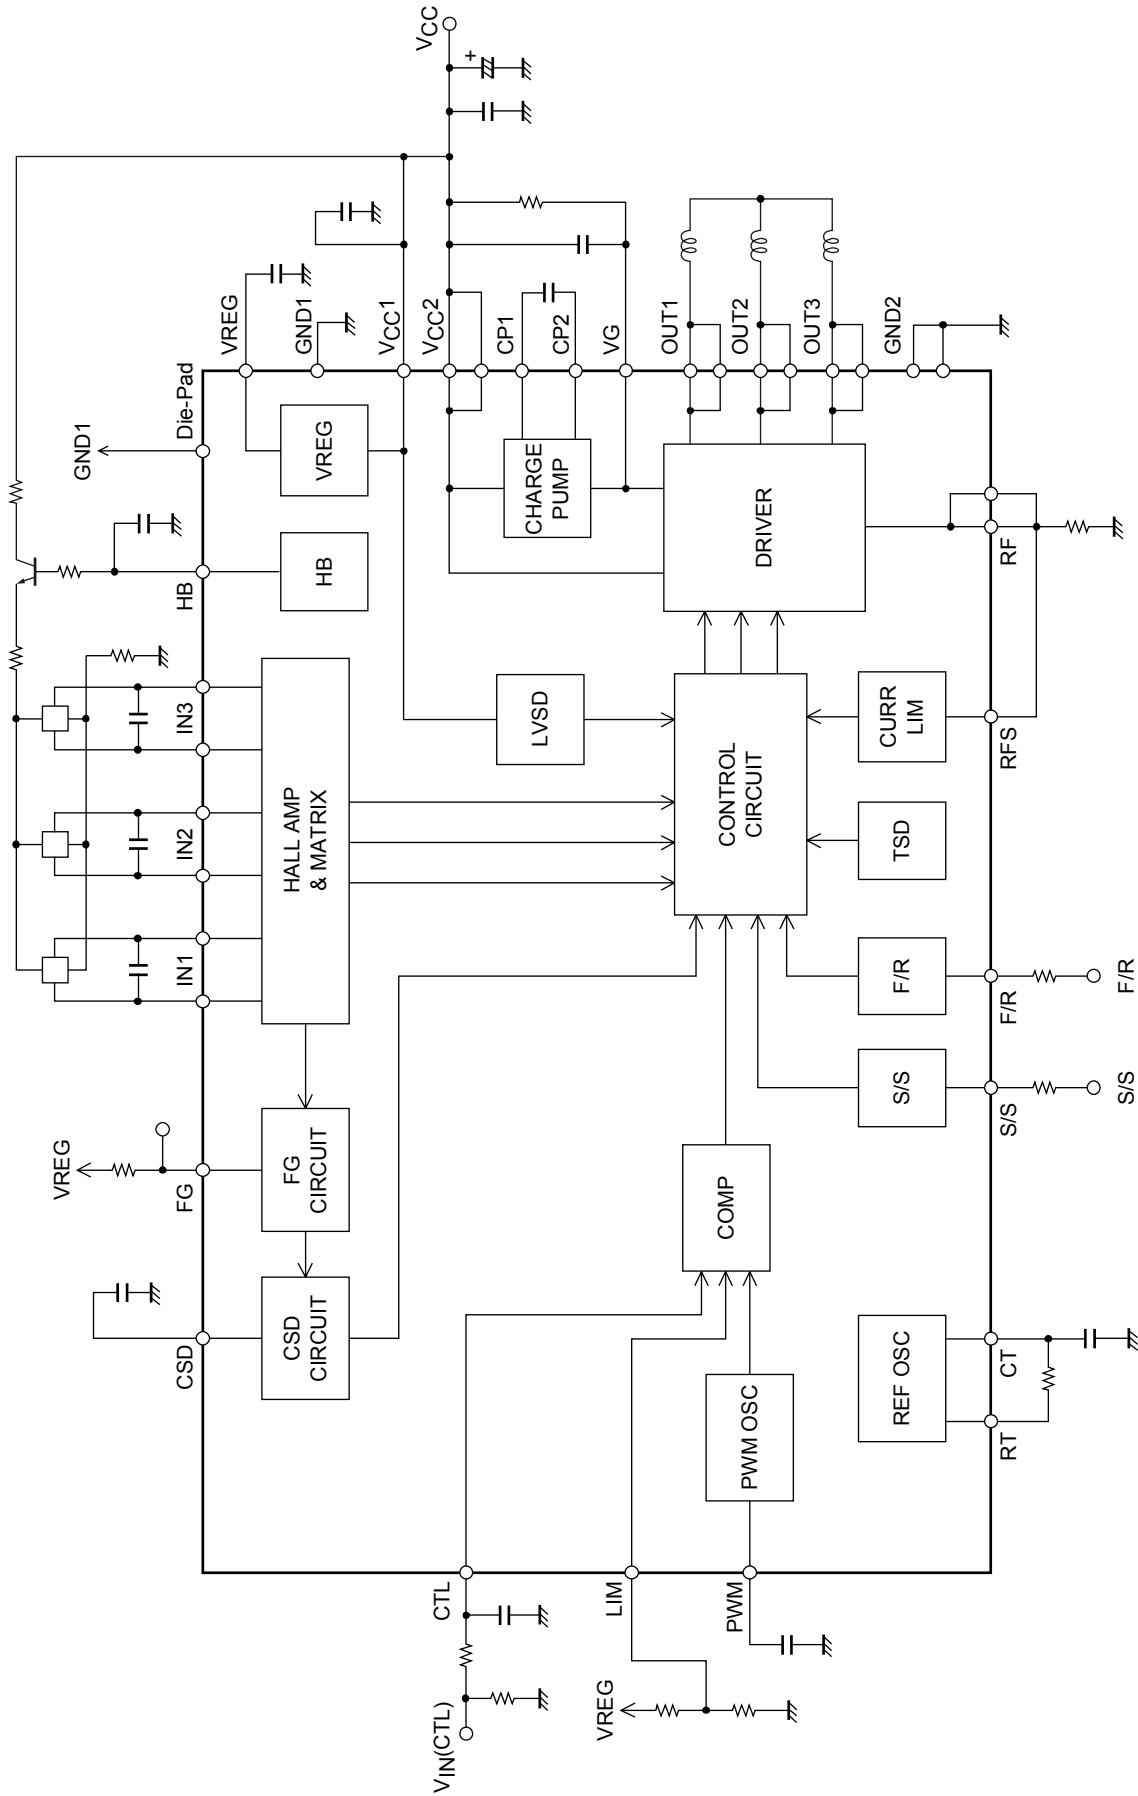 VREG
FG
CSD
IN1
IN2
IN3
HB
GND1
Die-Pad
CSD
CIRCUIT
FG
CIRCUIT
HALL AMP
& MATRIX
HB
VREG
VREG
GND1
VCC1
VCC2
VCC
+
CP1
CP2
VG
OUT1
OUT2
OUT3
GND2
VIN(CTL)
CTL
VREG
LIM
PWM
PWM OSC
COMP
CONTROL
CIRCUIT
LVSD
CHARGE
PUMP
DRIVER
REF OSC
S/S
F/R
TSD
CURR
LIM
RT
CT
S/S
F/R
RFS
RF
S/S
F/R